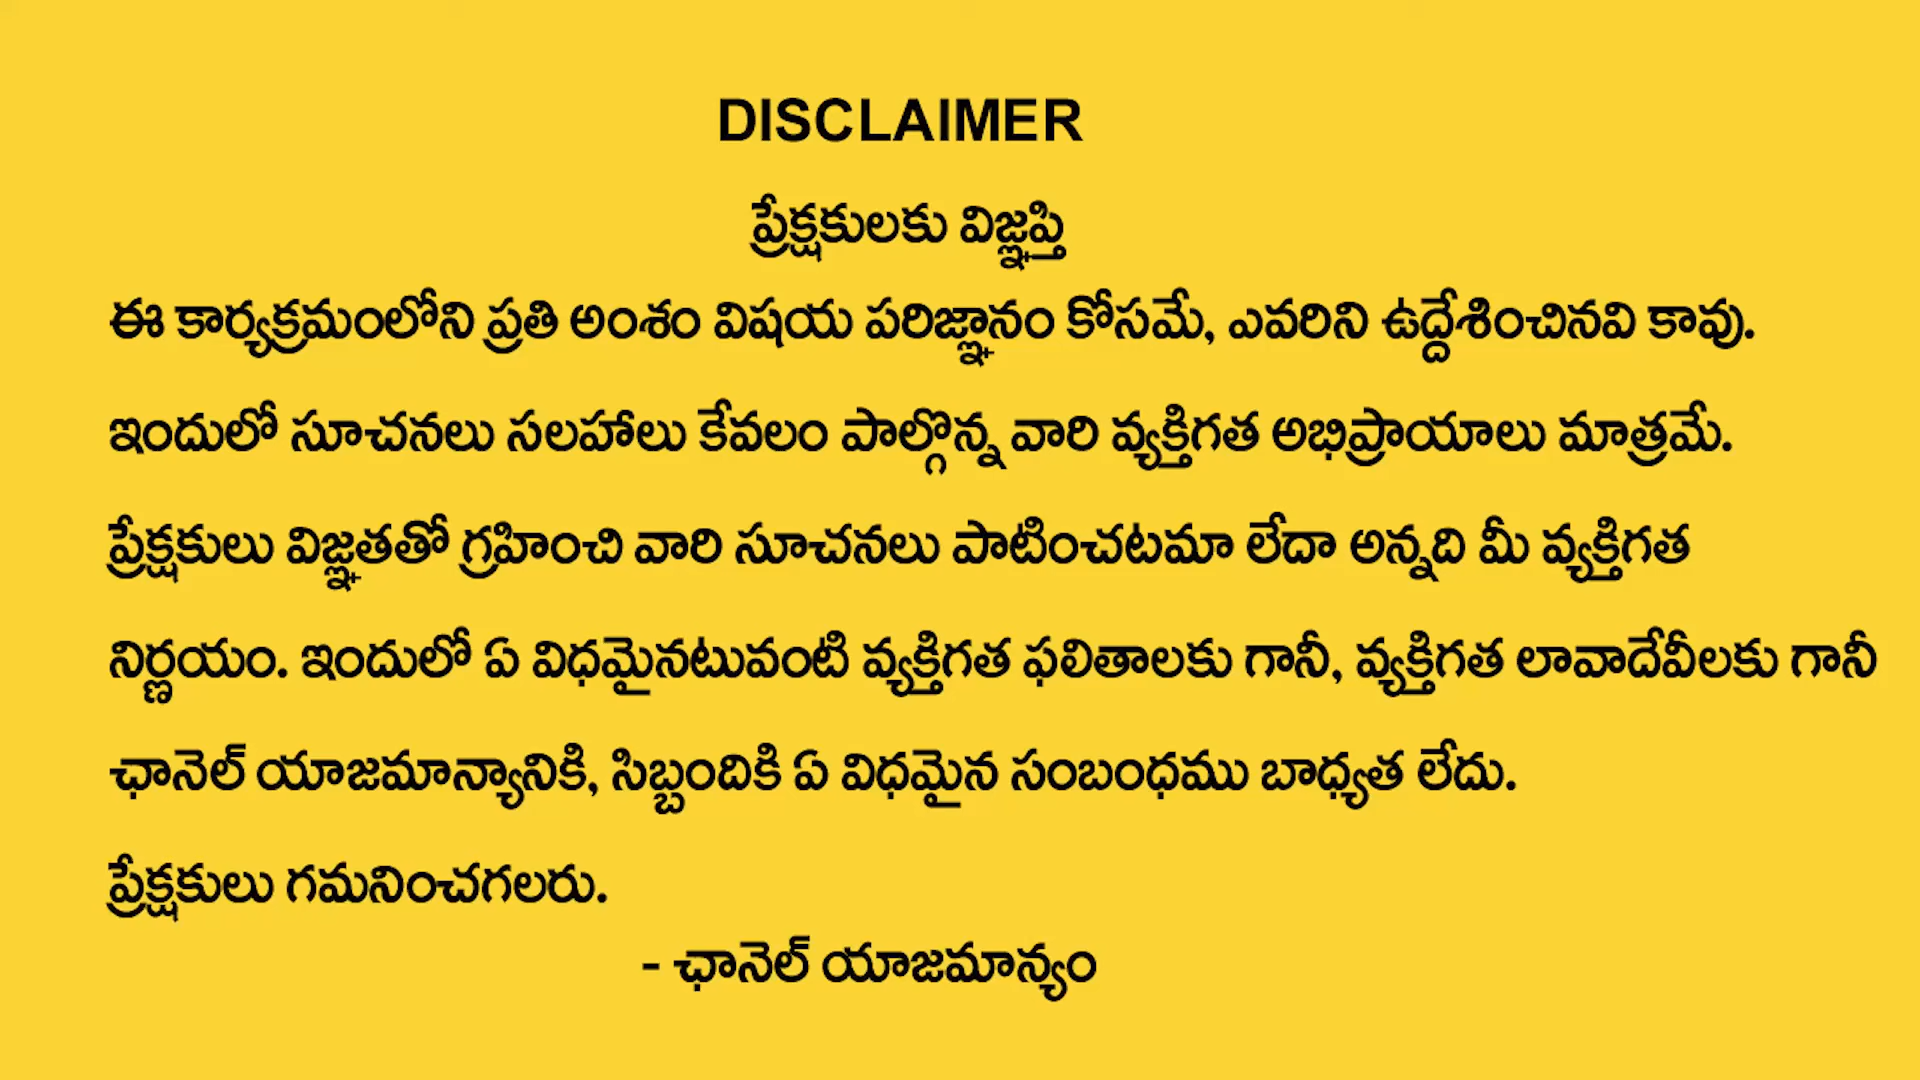 DISCLAIMER
ప్రేక్షకులకు విజ్ఞప్తి
ఈ కార్యక్రమంలోని ప్రతి అంశం విషయ పరిజ్ఞానం కోసమే, ఎవరిని ఉద్దేశించినవి కావు.
ఇందులో సూచనలు సలహాలు కేవలం పాల్గొన్న వారి వ్యక్తిగత అభిప్రాయాలు మాత్రమే.
ప్రేక్షకులు విజ్ఞతతో గ్రహించి వారి సూచనలు పాటించటమా లేదా అన్నది మీ వ్యక్తిగత
నిర్ణయం. ఇందులో ఏ విధమైనటువంటి వ్యక్తిగత ఫలితాలకు గానీ, వ్యక్తిగత లావాదేవీలకు గానీ
ఛానెల్ యాజమాన్యానికి, సిబ్బందికి ఏ విధమైన సంబంధము బాధ్యత లేదు.
ప్రేక్షకులు గమనించగలరు.
- ఛానెల్ యాజమాన్యం